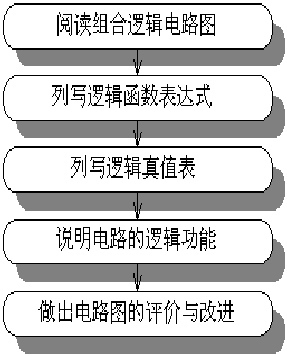 阅读组合逻辑电路图
列写逻辑函数表达式
列写逻辑真值表
说明电路的逻辑功能
做出电路图的评价与改进